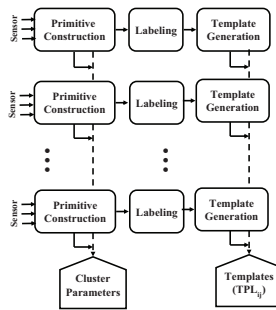 Sensor
Primitive
Construction
Labeling
Template
Generation
Sensor
Primitive
Construction
Labeling
Template
Generation
Sensor
Primitive
Construction
Labeling
Template
Generation
Cluster
Parameters
Templates
(TPL_ij)